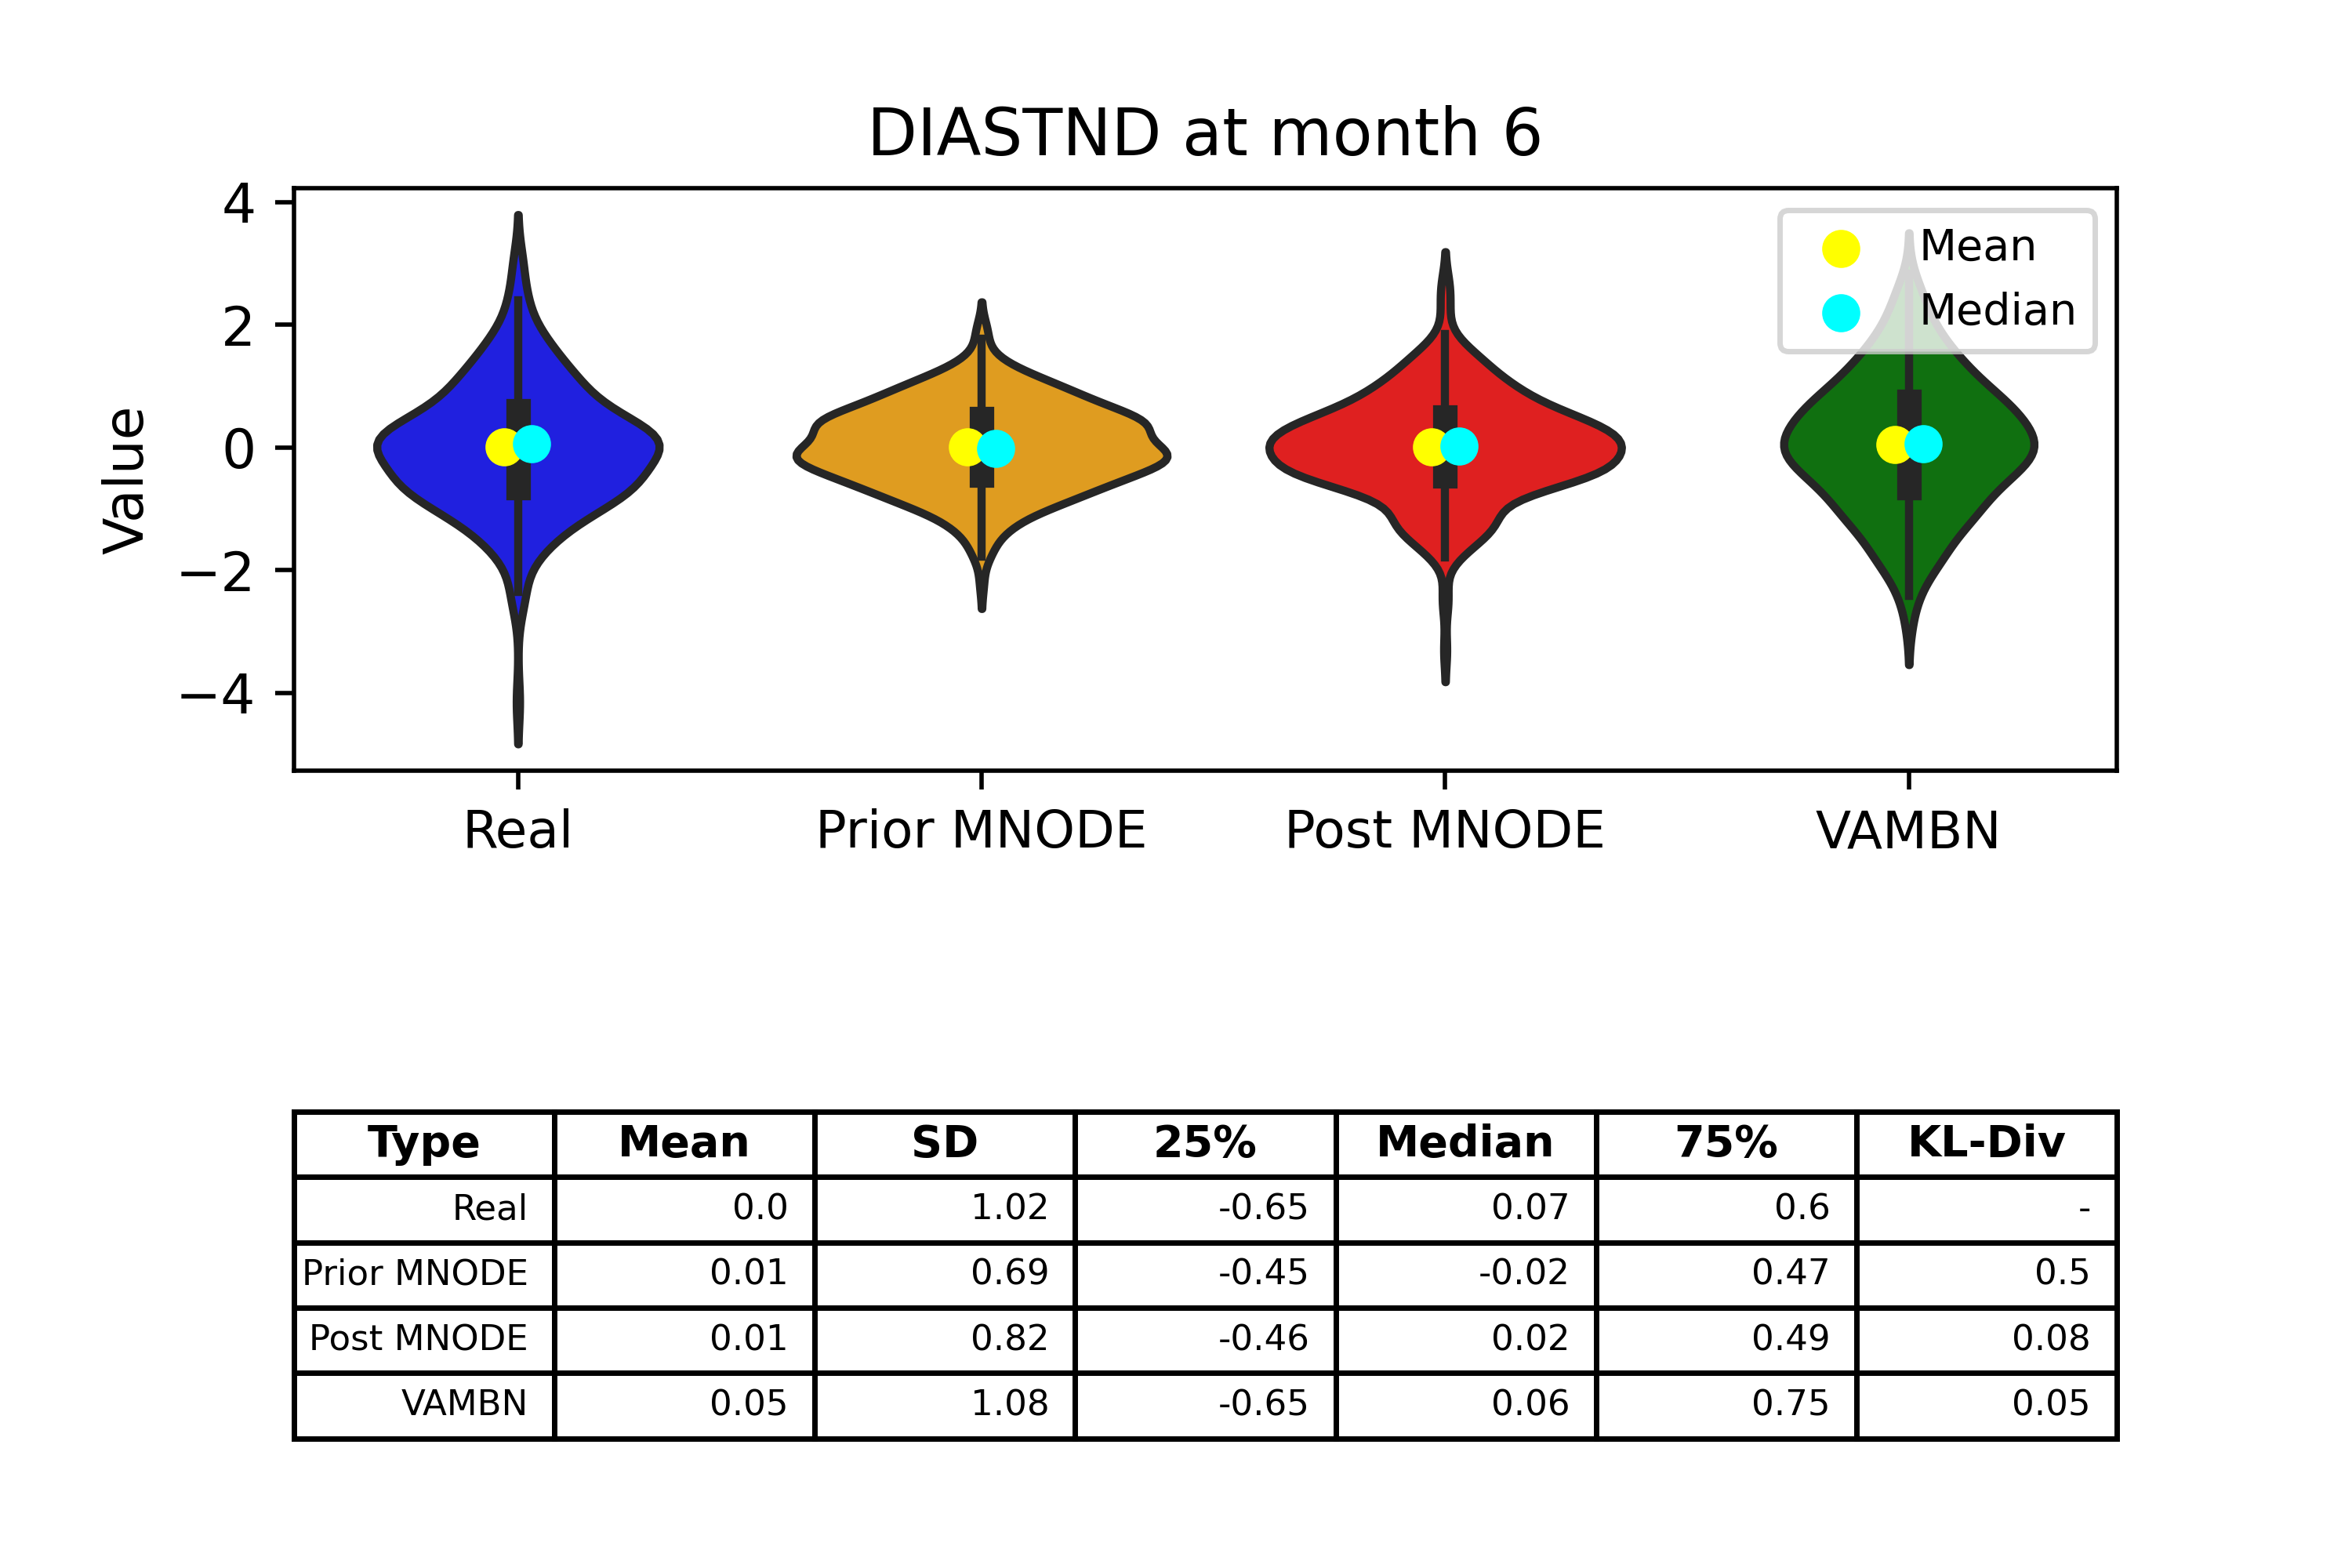 DIASTND at month 6
4
2
0
−2
−4
Value
Mean
Median
Real Prior MNODE Post MNODE VAMBN
Type Mean SD 25% Median 75% KL-Div
Real 0.0 1.02 -0.65 0.07 0.6 -
Prior MNODE 0.01 0.69 -0.45 -0.02 0.47 0.5
Post MNODE 0.01 0.82 -0.46 0.02 0.49 0.08
VAMBN 0.05 1.08 -0.65 0.06 0.75 0.05